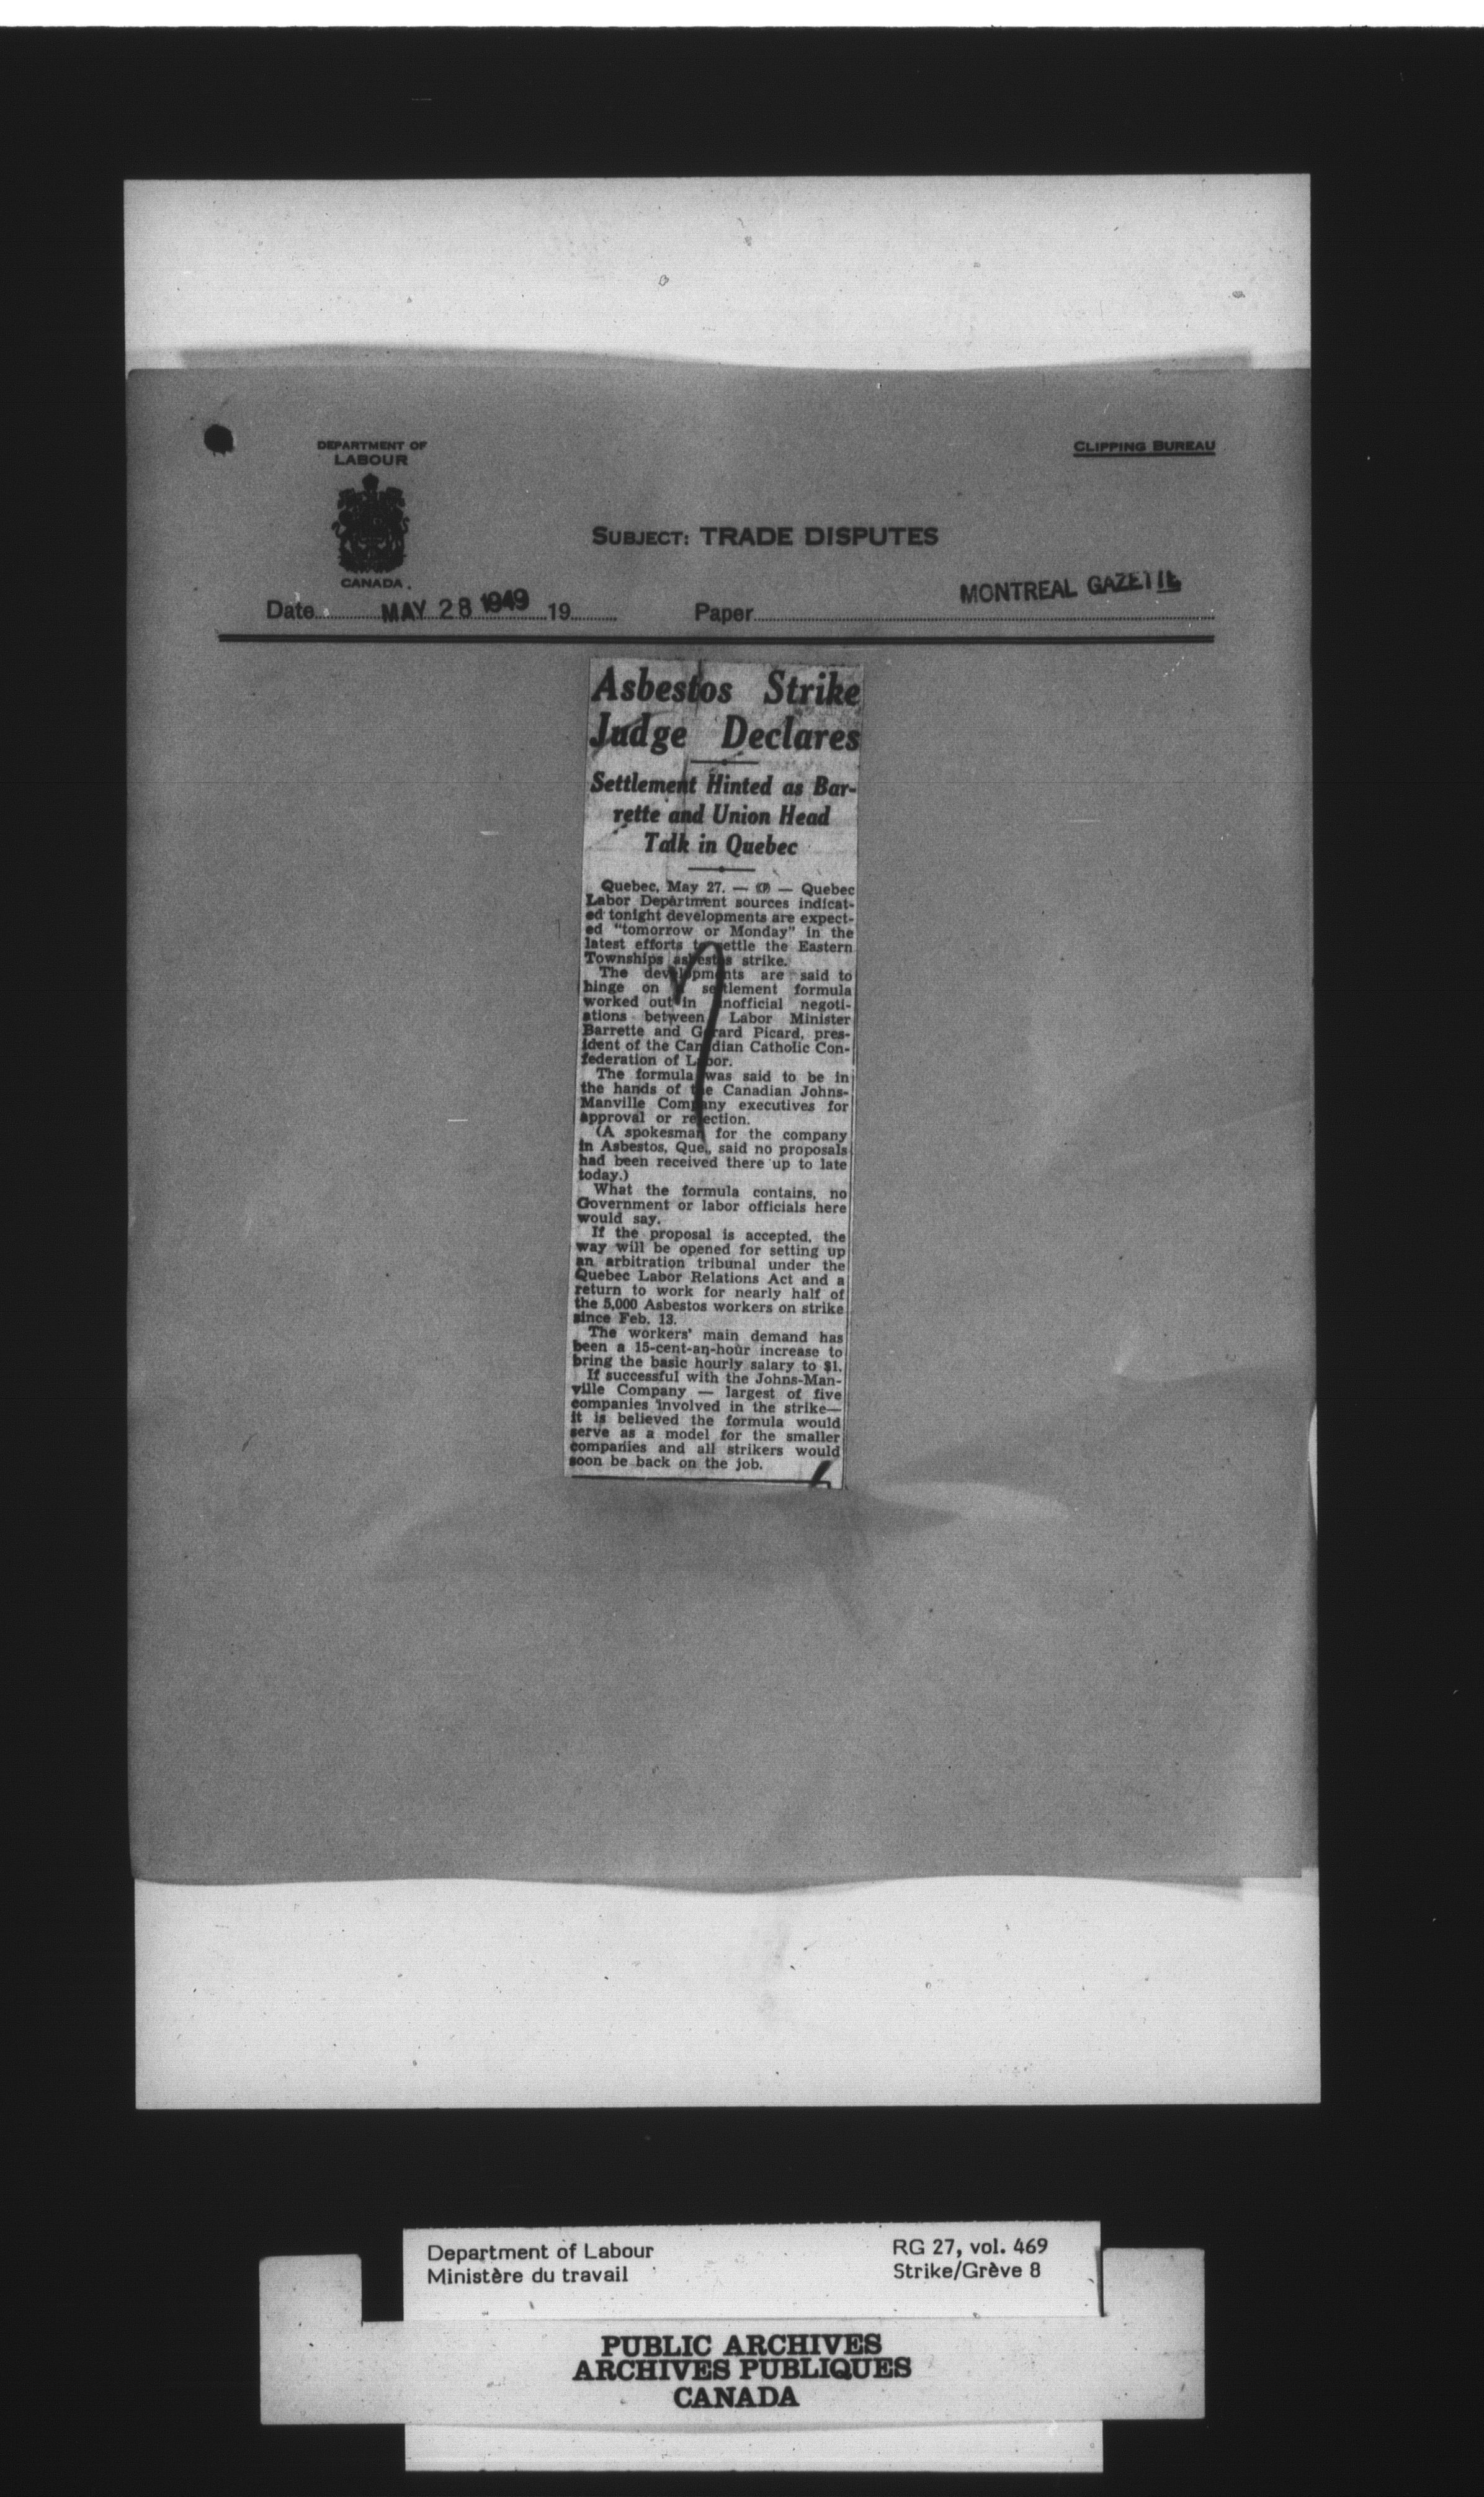 DEPARTMENT OF
LABOUR
CANADA.
CLIPPING BUREAU
SUBJECT: TRADE DISPUTES
Date MAY 28 1949 19
Paper MONTREAL GAZETTE
Asbestos Strike
Judge Declares
Settlement Hinted as Bar-
rette and Union Head
Talk in Quebec
Quebec, May 27. — (CP) — Quebec
Labor Department sources indicat-
ed tonight developments are expect-
ed "tomorrow or Monday" in the
latest efforts to settle the Eastern
Townships asbestos strike.
The developments are said to
hinge on a settlement formula
worked out in unofficial negoti-
ations between Labor Minister
Barrette and Gerard Picard, pres-
ident of the Canadian Catholic Con-
federation of Labor.
The formula was said to be in
the hands of the Canadian Johns-
Manville Company executives for
approval or rejection.
(A spokesman for the company
in Asbestos, Que., said no proposals
had been received there up to late
today.)
What the formula contains, no
Government or labor officials here
would say.
If the proposal is accepted, the
way will be opened for setting up
an arbitration tribunal under the
Quebec Labor Relations Act and a
return to work for nearly half of
the 5,000 Asbestos workers on strike
since Feb. 13.
The workers' main demand has
been a 15-cent-an-hour increase to
bring the basic hourly salary to $1.
If successful with the Johns-Man-
ville Company — largest of five
companies involved in the strike—
it is believed the formula would
serve as a model for the smaller
companies and all strikers would
soon be back on the job.
Department of Labour
Ministère du travail
RG 27, vol. 469
Strike/Grève 8
PUBLIC ARCHIVES
ARCHIVES PUBLIQUES
CANADA